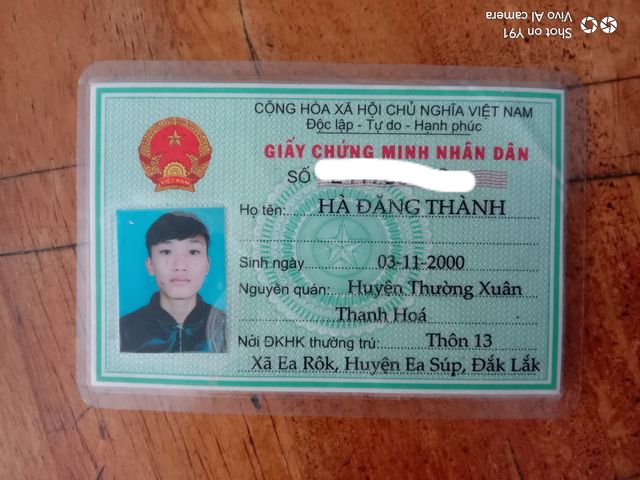 Shot on Y91
Vivo AI camera
CỘNG HÒA XÃ HỘI CHỦ NGHĨA VIỆT NAM
Độc lập - Tự do - Hạnh phúc
GIẤY CHỨNG MINH NHÂN DÂN
SỐ
VIỆT NAM
Họ tên: HÀ ĐĂNG THÀNH
Sinh ngày 03-11-2000
Nguyên quán: Huyện Thường Xuân
Thanh Hoá
Nơi ĐKHK thường trú: Thôn 13
Xã Ea Rôk, Huyện Ea Súp, Đắk Lắk